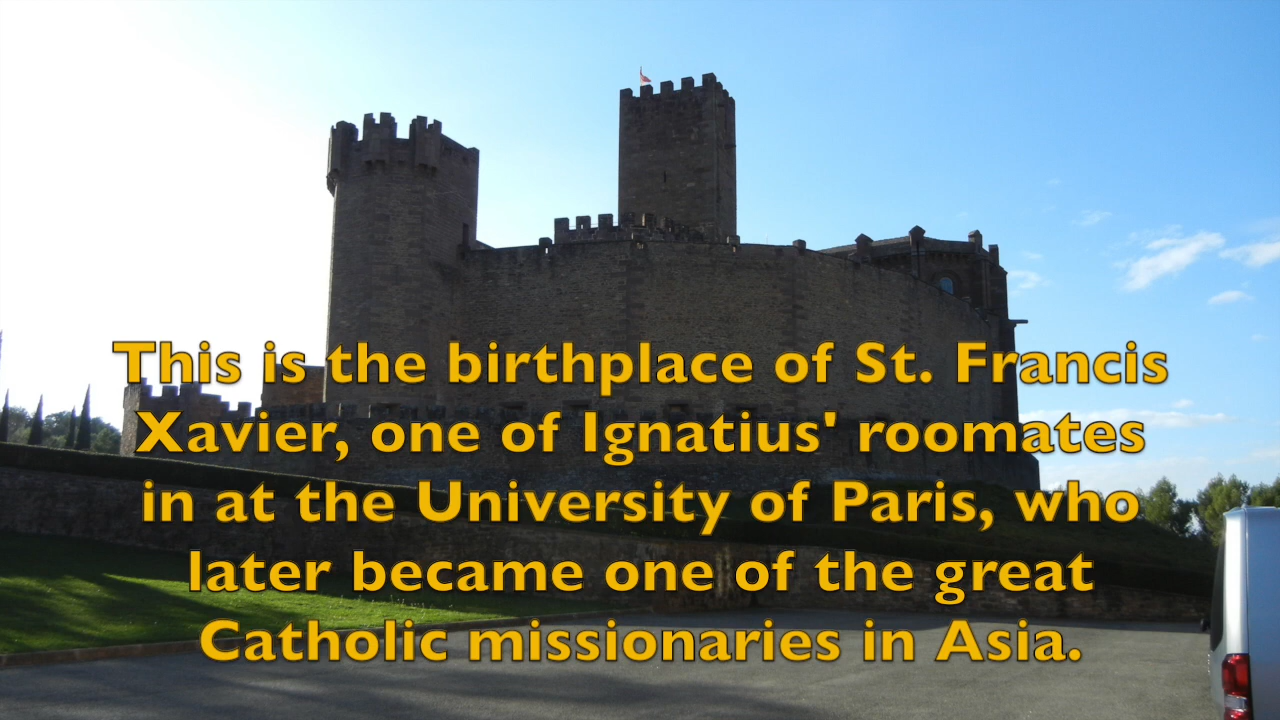 This is the birthplace of St. Francis
Xavier, one of Ignatius' roomates
in at the University of Paris, who
later became one of the great
Catholic missionaries in Asia.